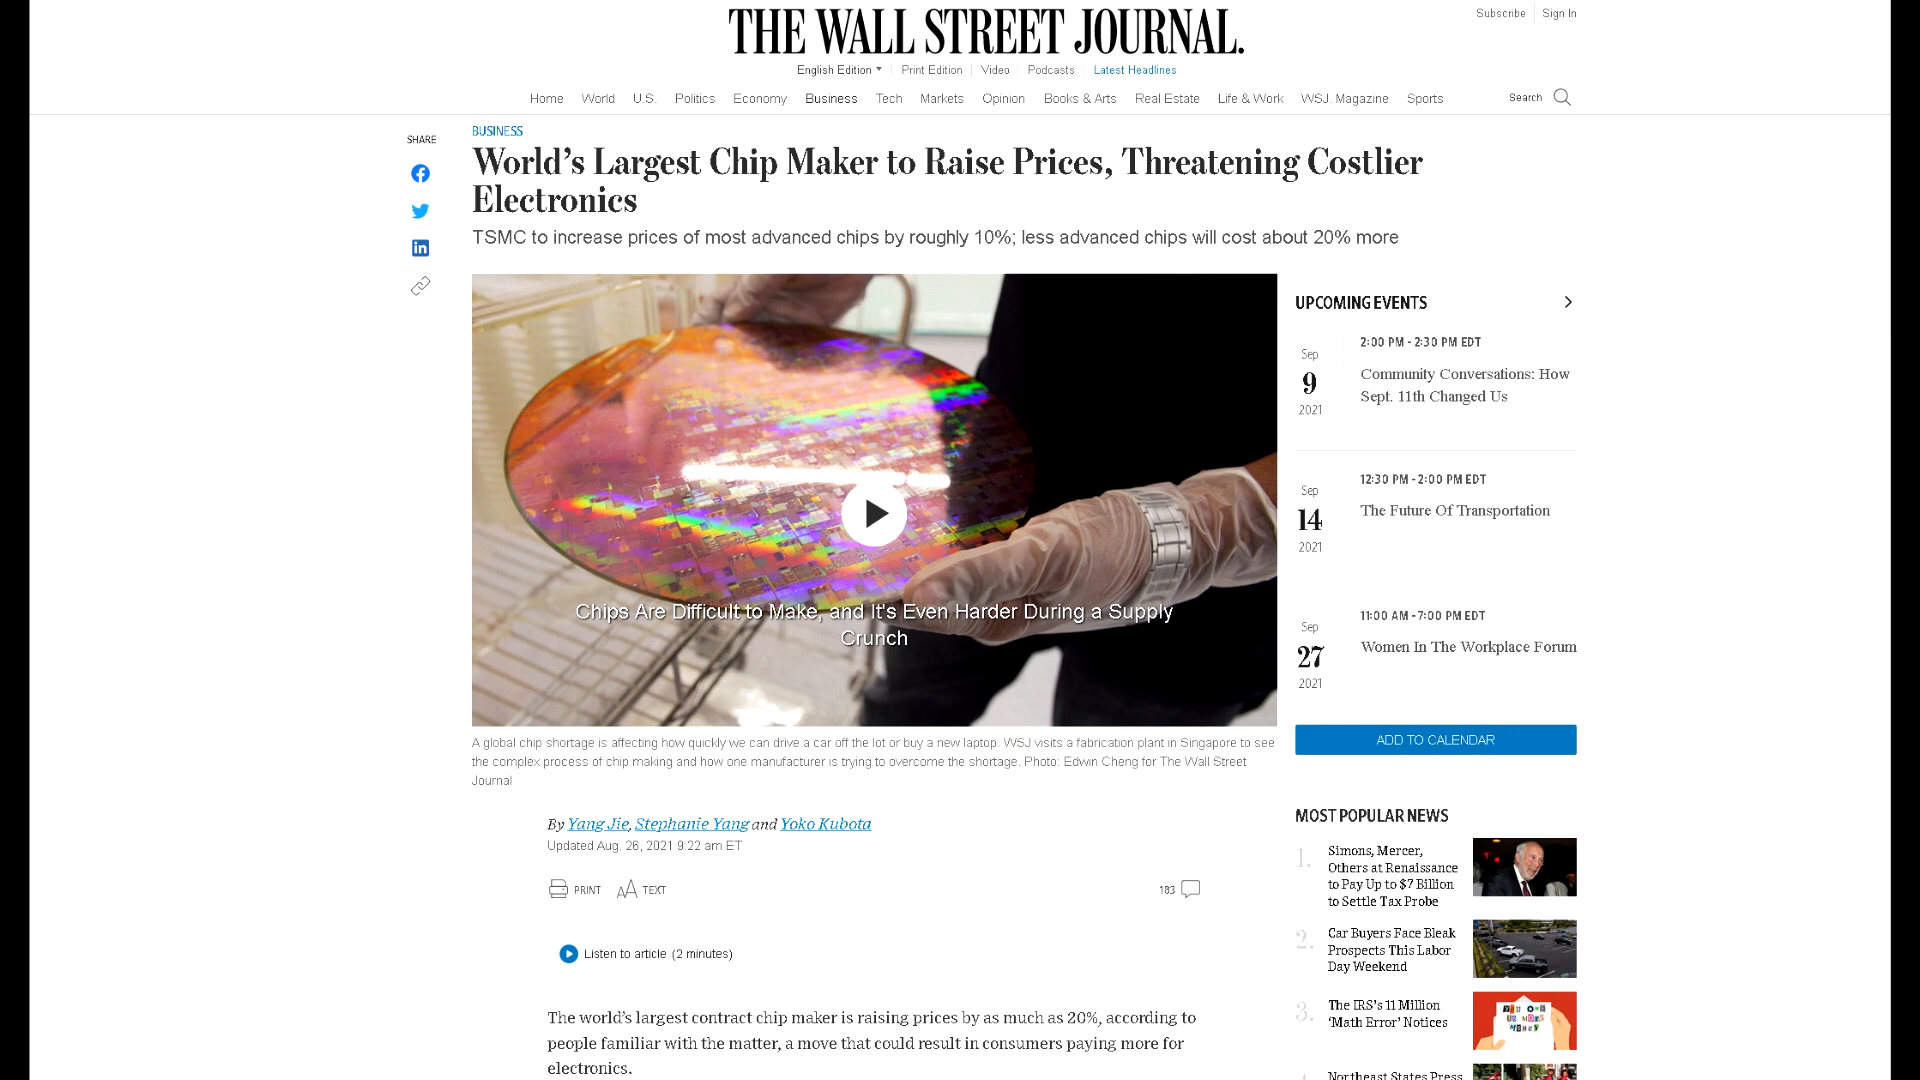 THE WALL STREET JOURNAL.
Subscribe
Sign In
English Edition
Print Edition
Video
Podcasts
Latest Headlines
Home
World
U.S.
Politics
Economy
Business
Tech
Markets
Opinion
Books & Arts
Real Estate
Life & Work
WSJ. Magazine
Sports
Search
SHARE
BUSINESS
World’s Largest Chip Maker to Raise Prices, Threatening Costlier
Electronics
TSMC to increase prices of most advanced chips by roughly 10%; less advanced chips will cost about 20% more
Chips Are Difficult to Make, and It's Even Harder During a Supply
Crunch
A global chip shortage is affecting how quickly we can drive a car off the lot or buy a new laptop. WSJ visits a fabrication plant in Singapore to see
the complex process of chip making and how one manufacturer is trying to overcome the shortage. Photo: Edwin Cheng for The Wall Street
Journal
By Yang Jie, Stephanie Yang and Yoko Kubota
Updated Aug. 26, 2021 9:22 am ET
PRINT
TEXT
183
Listen to article (2 minutes)
The world’s largest contract chip maker is raising prices by as much as 20%, according to
people familiar with the matter, a move that could result in consumers paying more for
electronics.
UPCOMING EVENTS
Sep
9
2021
2:00 PM - 2:30 PM EDT
Community Conversations: How
Sept. 11th Changed Us
Sep
14
2021
12:30 PM - 2:00 PM EDT
The Future Of Transportation
Sep
27
2021
11:00 AM - 7:00 PM EDT
Women In The Workplace Forum
ADD TO CALENDAR
MOST POPULAR NEWS
1.
Simons, Mercer,
Others at Renaissance
to Pay Up to $7 Billion
to Settle Tax Probe
2.
Car Buyers Face Bleak
Prospects This Labor
Day Weekend
3.
The IRS’s 11 Million
‘Math Error’ Notices
YOU OWE
US MORE
MONEY
Northeast States Press